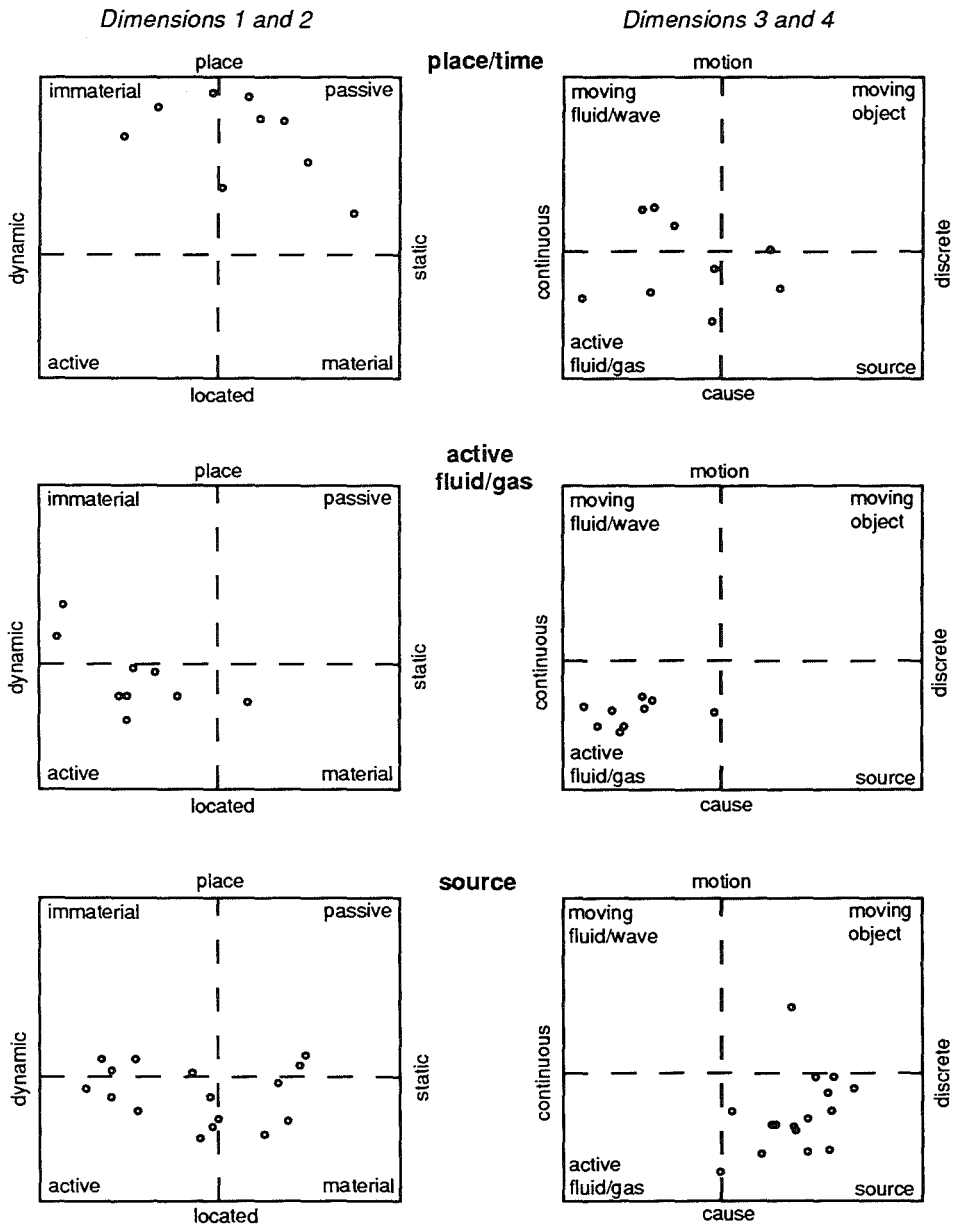 Dimensions 1 and 2
Dimensions 3 and 4
place
place/time
motion
immaterial
passive
moving
fluid/wave
moving
object
dynamic
static
continuous
discrete
active
material
active
fluid/gas
source
located
cause
place
active
fluid/gas
motion
immaterial
passive
moving
fluid/wave
moving
object
dynamic
static
continuous
discrete
active
material
active
fluid/gas
source
located
cause
place
source
motion
immaterial
passive
moving
fluid/wave
moving
object
dynamic
static
continuous
discrete
active
material
active
fluid/gas
source
located
cause